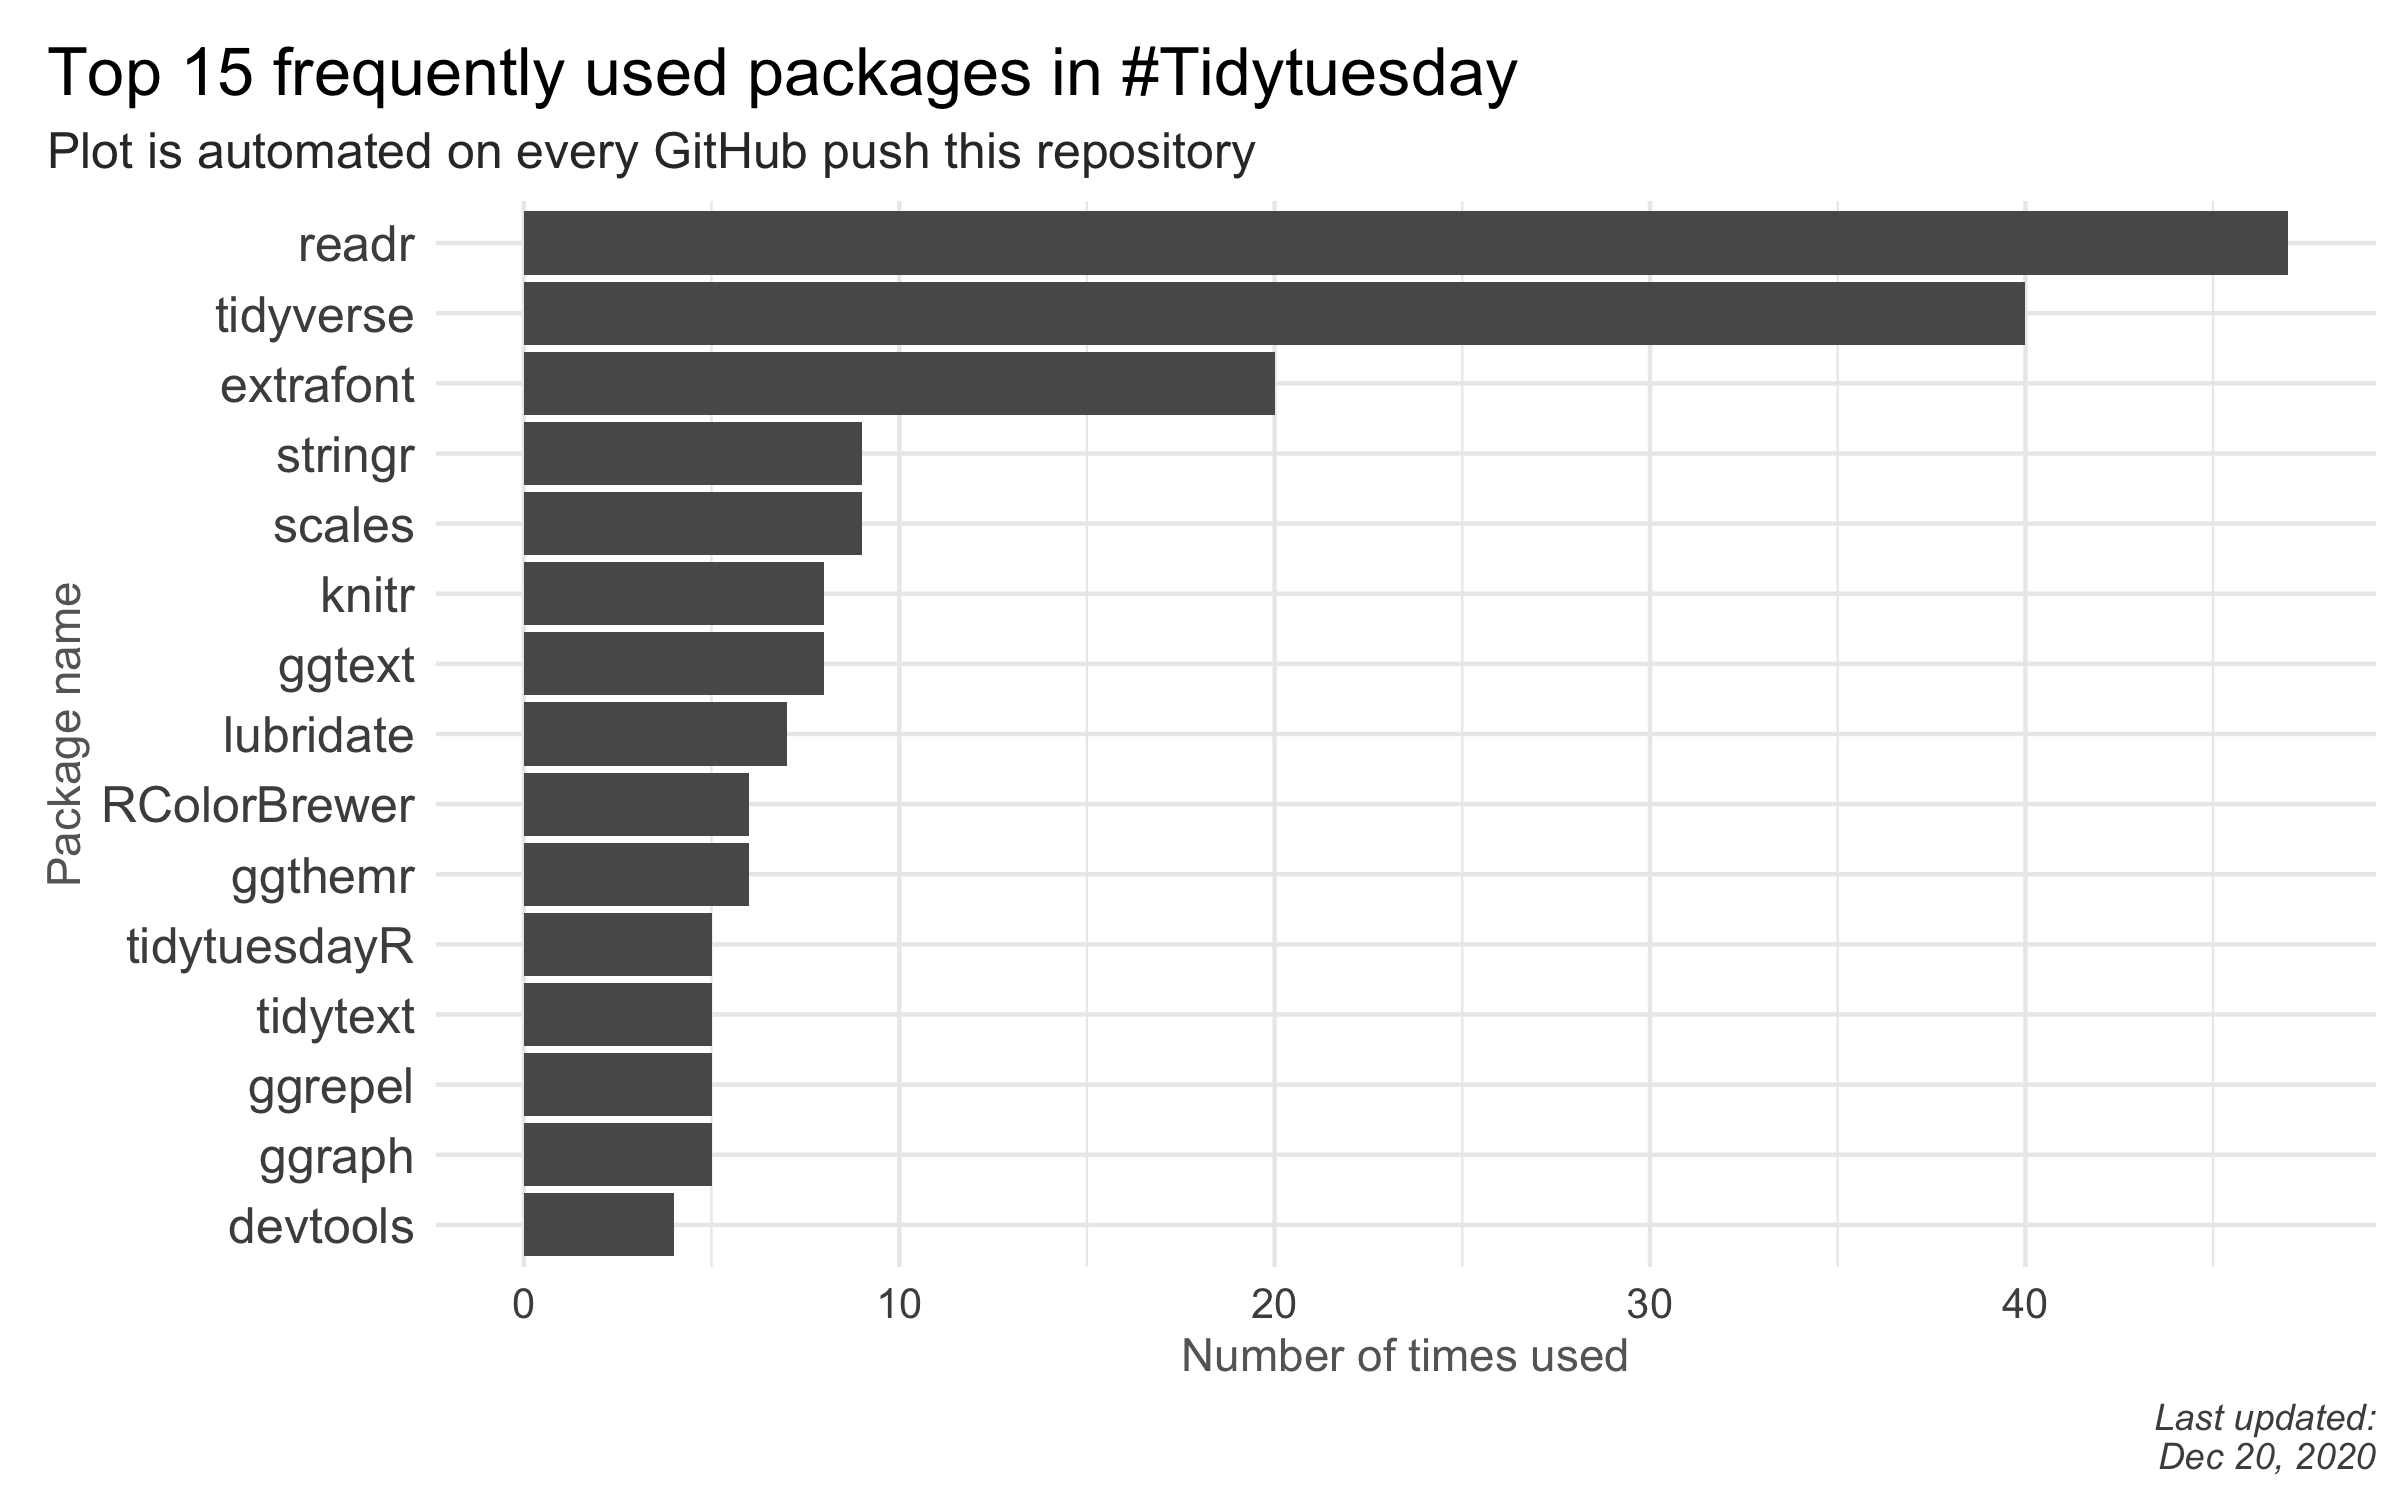 Top 15 frequently used packages in #Tidytuesday
Plot is automated on every GitHub push this repository
Package name
readr
tidyverse
extrafont
stringr
scales
knitr
ggtext
lubridate
RColorBrewer
ggthemr
tidytuesdayR
tidytext
ggrepel
ggraph
devtools
0 10 20 30 40
Number of times used
Last updated:
Dec 20, 2020